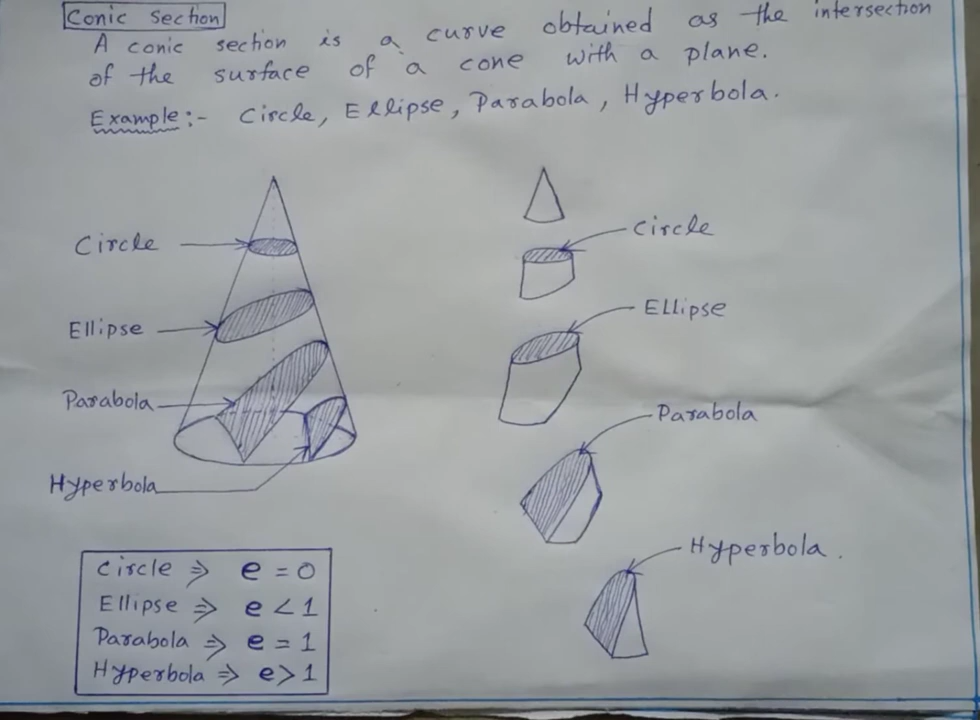 Conic Section
A conic section is a curve obtained as the intersection
of the surface of a cone with a plane.
Example:- Circle, Ellipse, Parabola, Hyperbola.
Circle
Ellipse
Parabola
Hyperbola
Circle
Ellipse
Parabola
Hyperbola.
Circle ⇒ e = 0
Ellipse ⇒ e < 1
Parabola ⇒ e = 1
Hyperbola ⇒ e > 1